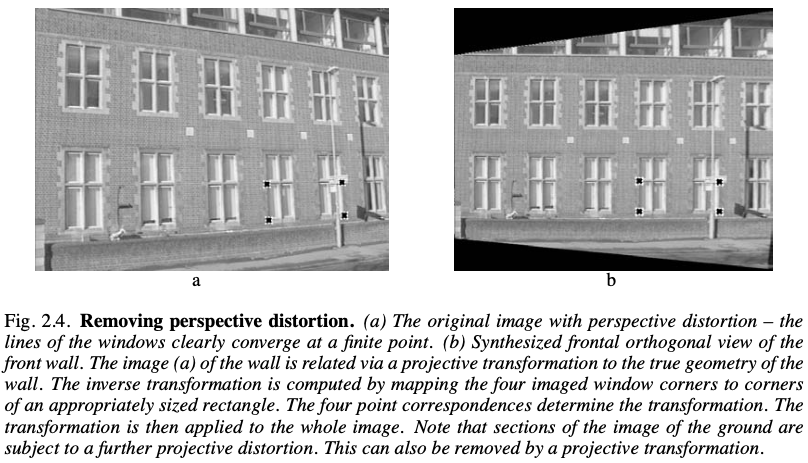 a
b
Fig. 2.4. Removing perspective distortion. (a) The original image with perspective distortion – the
lines of the windows clearly converge at a finite point. (b) Synthesized frontal orthogonal view of the
front wall. The image (a) of the wall is related via a projective transformation to the true geometry of the
wall. The inverse transformation is computed by mapping the four imaged window corners to corners
of an appropriately sized rectangle. The four point correspondences determine the transformation. The
transformation is then applied to the whole image. Note that sections of the image of the ground are
subject to a further projective distortion. This can also be removed by a projective transformation.